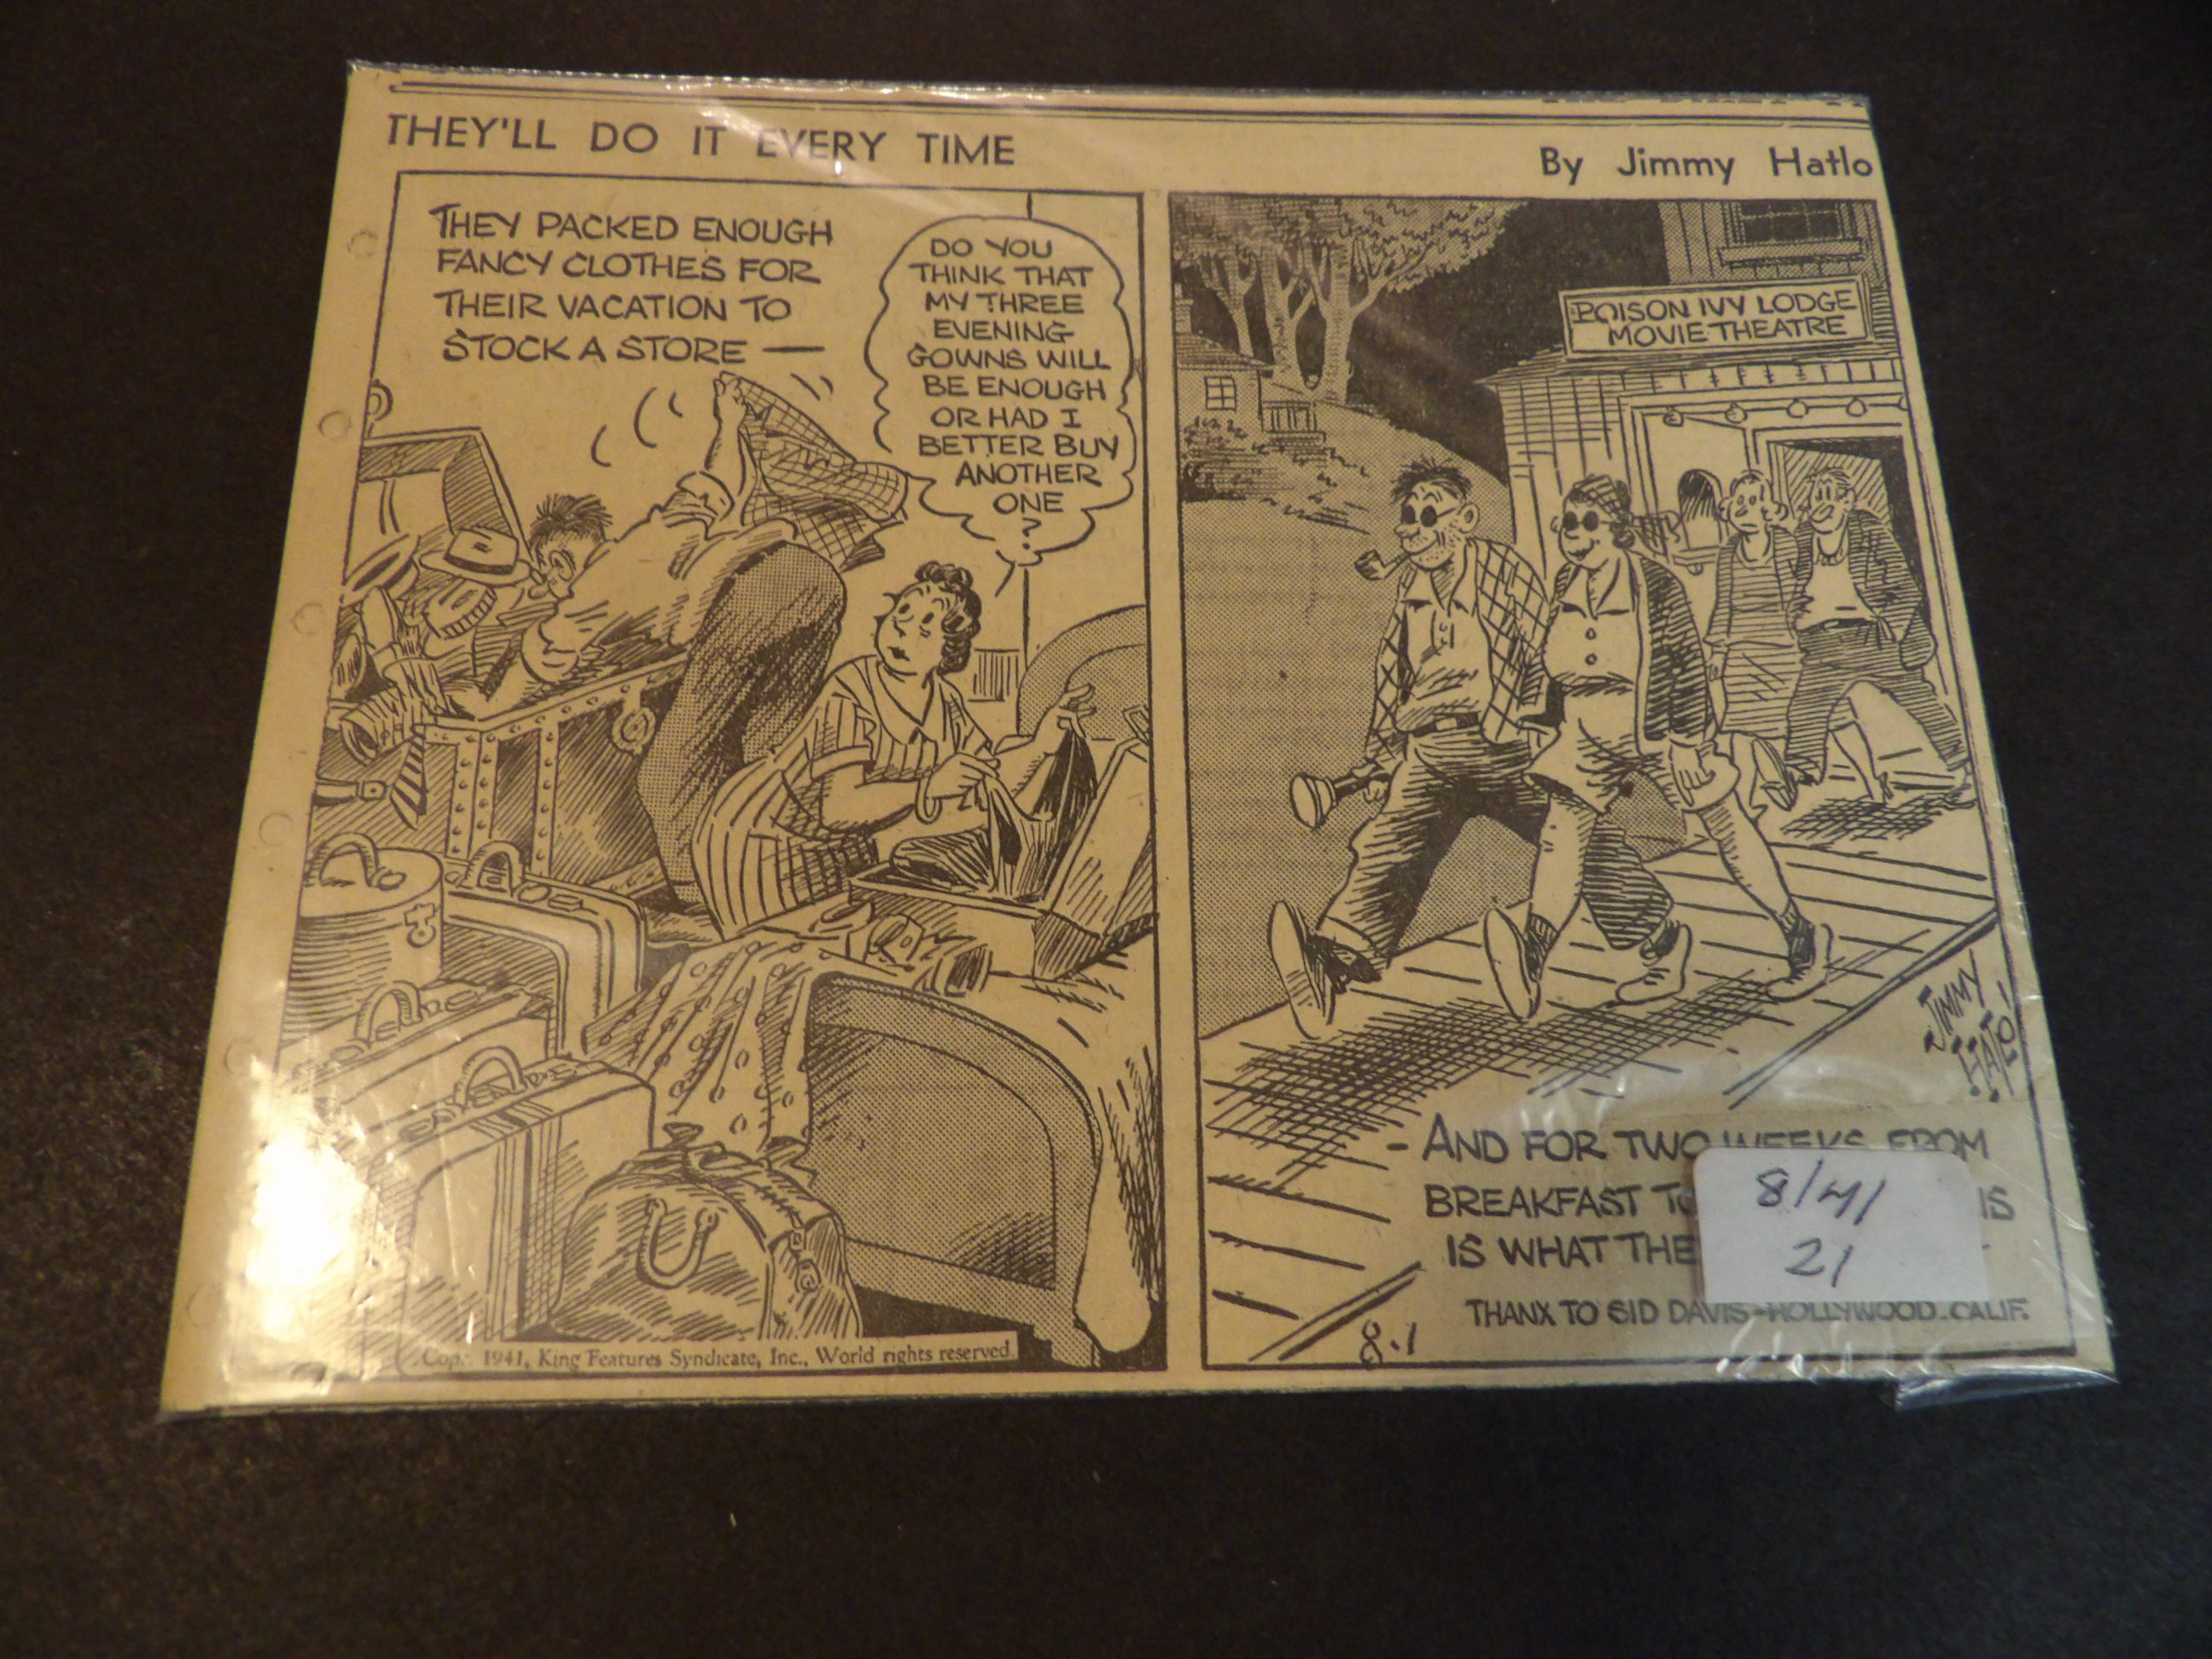 THEY'LL DO IT EVERY TIME
By Jimmy Hatlo
THEY PACKED ENOUGH
FANCY CLOTHES FOR
THEIR VACATION TO
STOCK A STORE —
DO YOU
THINK THAT
MY THREE
EVENING
GOWNS WILL
BE ENOUGH
OR HAD I
BETTER BUY
ANOTHER
ONE
?
Cop. 1941, King Features Syndicate, Inc., World rights reserved.
POISON IVY LODGE
MOVIE THEATRE
JIMMY
HATLO
- AND FOR TWO WEEKS FROM
BREAKFAST
IS WHAT
THANX TO SID DAVIS-HOLLYWOOD.CALIF.
8-1
8/41
21